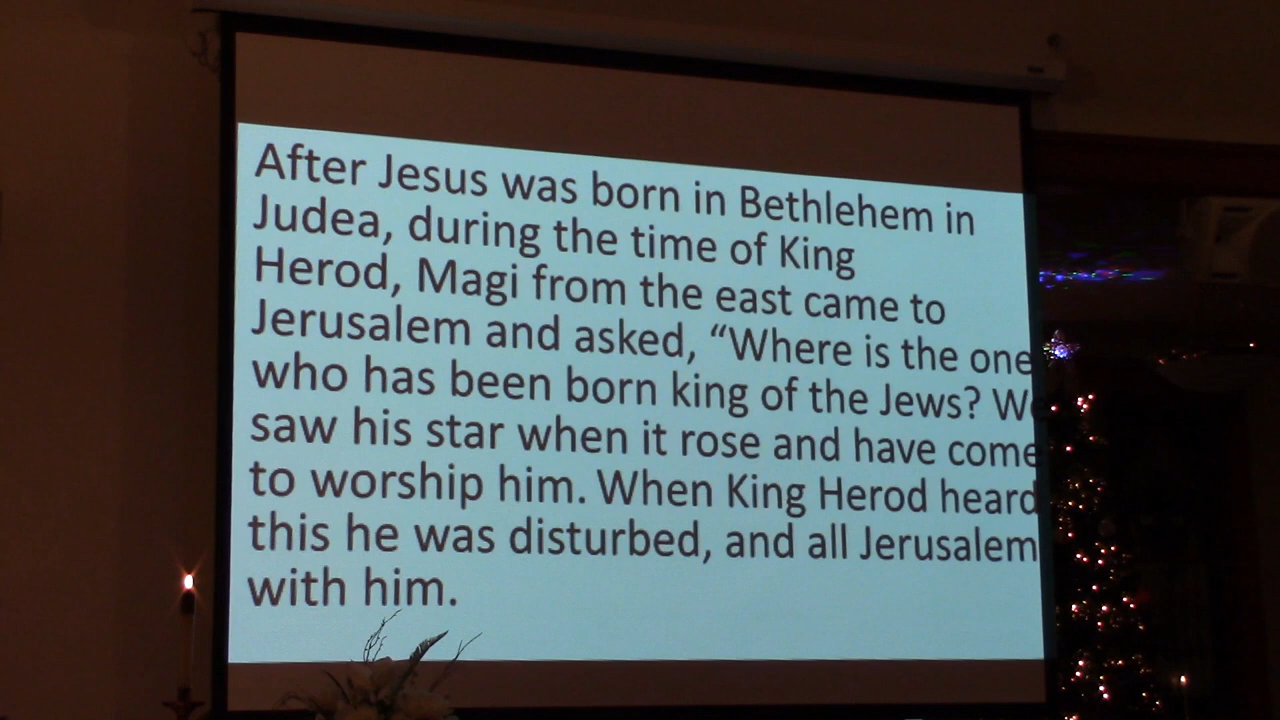 After Jesus was born in Bethlehem in
Judea, during the time of King
Herod, Magi from the east came to
Jerusalem and asked, “Where is the one
who has been born king of the Jews? We
saw his star when it rose and have come
to worship him. When King Herod heard
this he was disturbed, and all Jerusalem
with him.